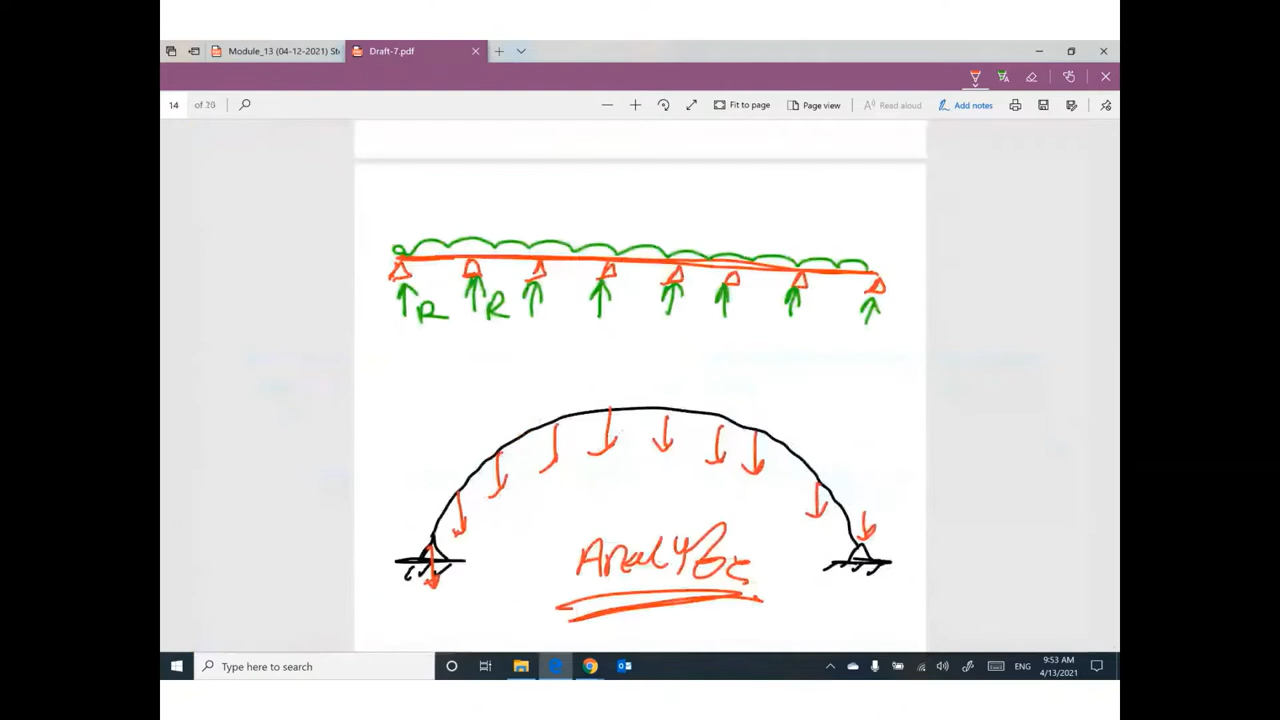 Module_13 (04-12-2021) St
Draft-7.pdf
14 of 20
Fit to page
Page view
Read aloud
Add notes
R R
Analyse
Type here to search
ENG
9:53 AM
4/13/2021